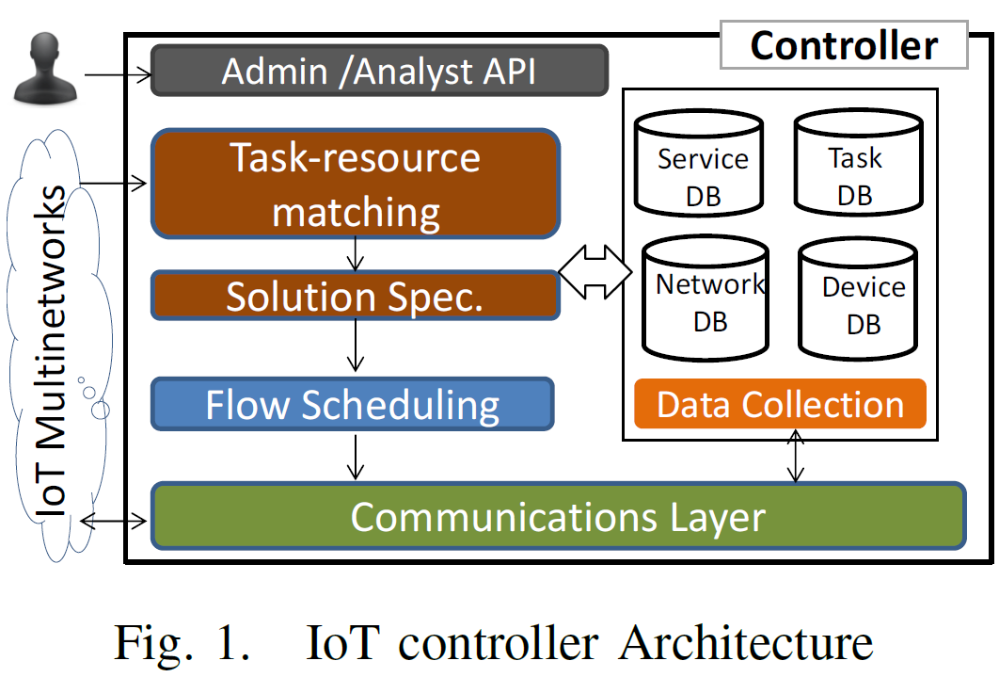 Controller
Admin /Analyst API
Task-resource
matching
Solution Spec.
Flow Scheduling
Communications Layer
Service
DB
Task
DB
Network
DB
Device
DB
Data Collection
IoT Multinetworks
Fig. 1. IoT controller Architecture